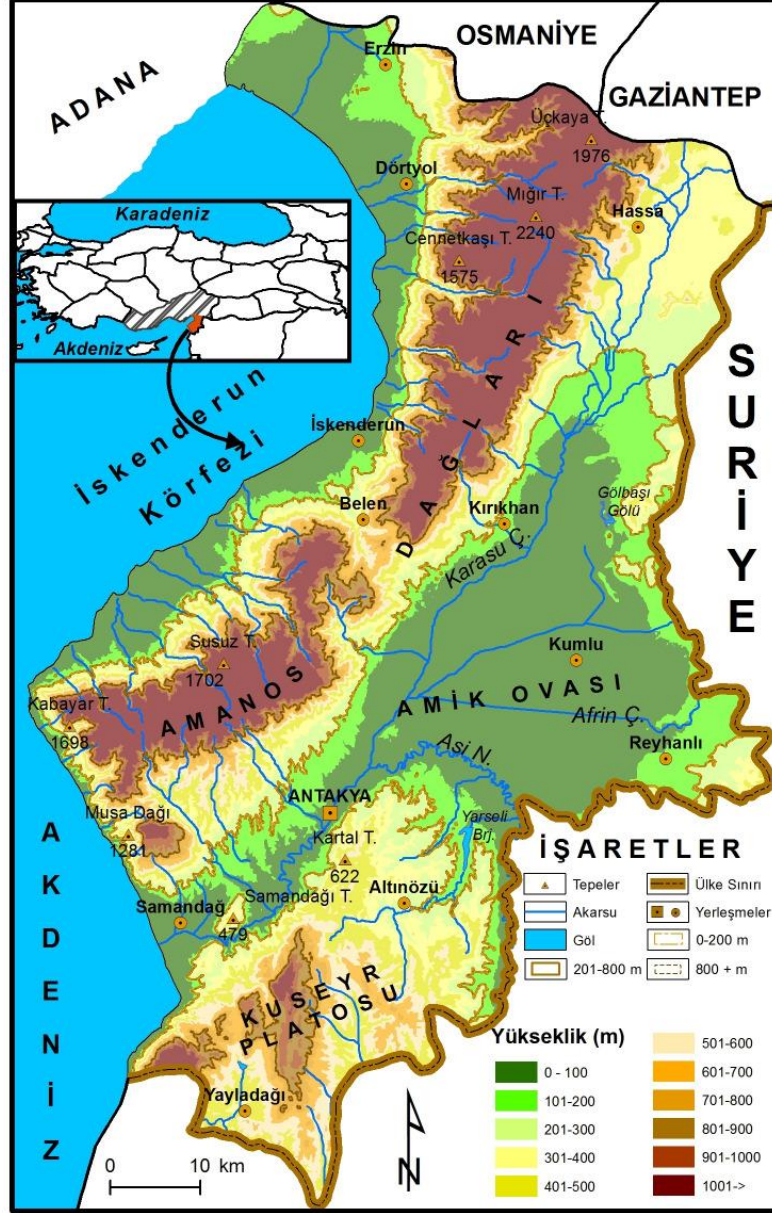 OSMANİYE
ADANA
GAZİANTEP
Erzin
Üçkaya T.
1976
Dörtyol
Mığır T.
2240
Hassa
Cennetkaşı T.
1575
Karadeniz
Akdeniz
İskenderun
Körfezi
SURİYE
İskenderun
Belen
Kırıkhan
Gölbaşı
Gölü
DAĞLARI
Karasu Ç.
Susuz T.
1702
Kumlu
AMANOS
AMİK OVASI
Kabayar T.
1698
Afrin Ç.
Reyhanlı
Asi N.
ANTAKYA
Musa Dağı
1281
Kartal T.
622
Yarseli
Brj.
AKDENİZ
Altınözü
Samandağı T.
479
Samandağ
KUSEYR
PLATOSU
Yayladağı
0 10 km
N
İŞARETLER
Tepeler
Ülke Sınırı
Akarsu
Yerleşmeler
Göl
0-200 m
201-800 m
800 + m
Yükseklik (m)
0 - 100
101-200
201-300
301-400
401-500
501-600
601-700
701-800
801-900
901-1000
1001->